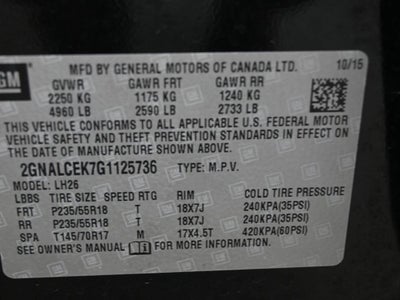 GM
MFD BY GENERAL MOTORS OF CANADA LTD. 10/15
GVWR GAWR FRT GAWR RR
2250 KG 1175 KG 1240 KG
4960 LB 2590 LB 2733 LB
THIS VEHICLE CONFORMS TO ALL APPLICABLE U.S. FEDERAL MOTOR
VEHICLE SAFETY AND THEFT PREVENTION STANDARDS IN EFFECT ON
THE DATE OF MANUFACTURE SHOWN ABOVE.
2GNALCEK7G1125736 TYPE: M.P.V.
MODEL: LH26
LBBS TIRE SIZE SPEED RTG RIM COLD TIRE PRESSURE
FRT P235/55R18 T 18X7J 240KPA(35PSI)
RR P235/55R18 T 18X7J 240KPA(35PSI)
SPA T145/70R17 M 17X4.5T 420KPA(60PSI)
SEE OWNER'S MANUAL FOR MORE INFORMATION.